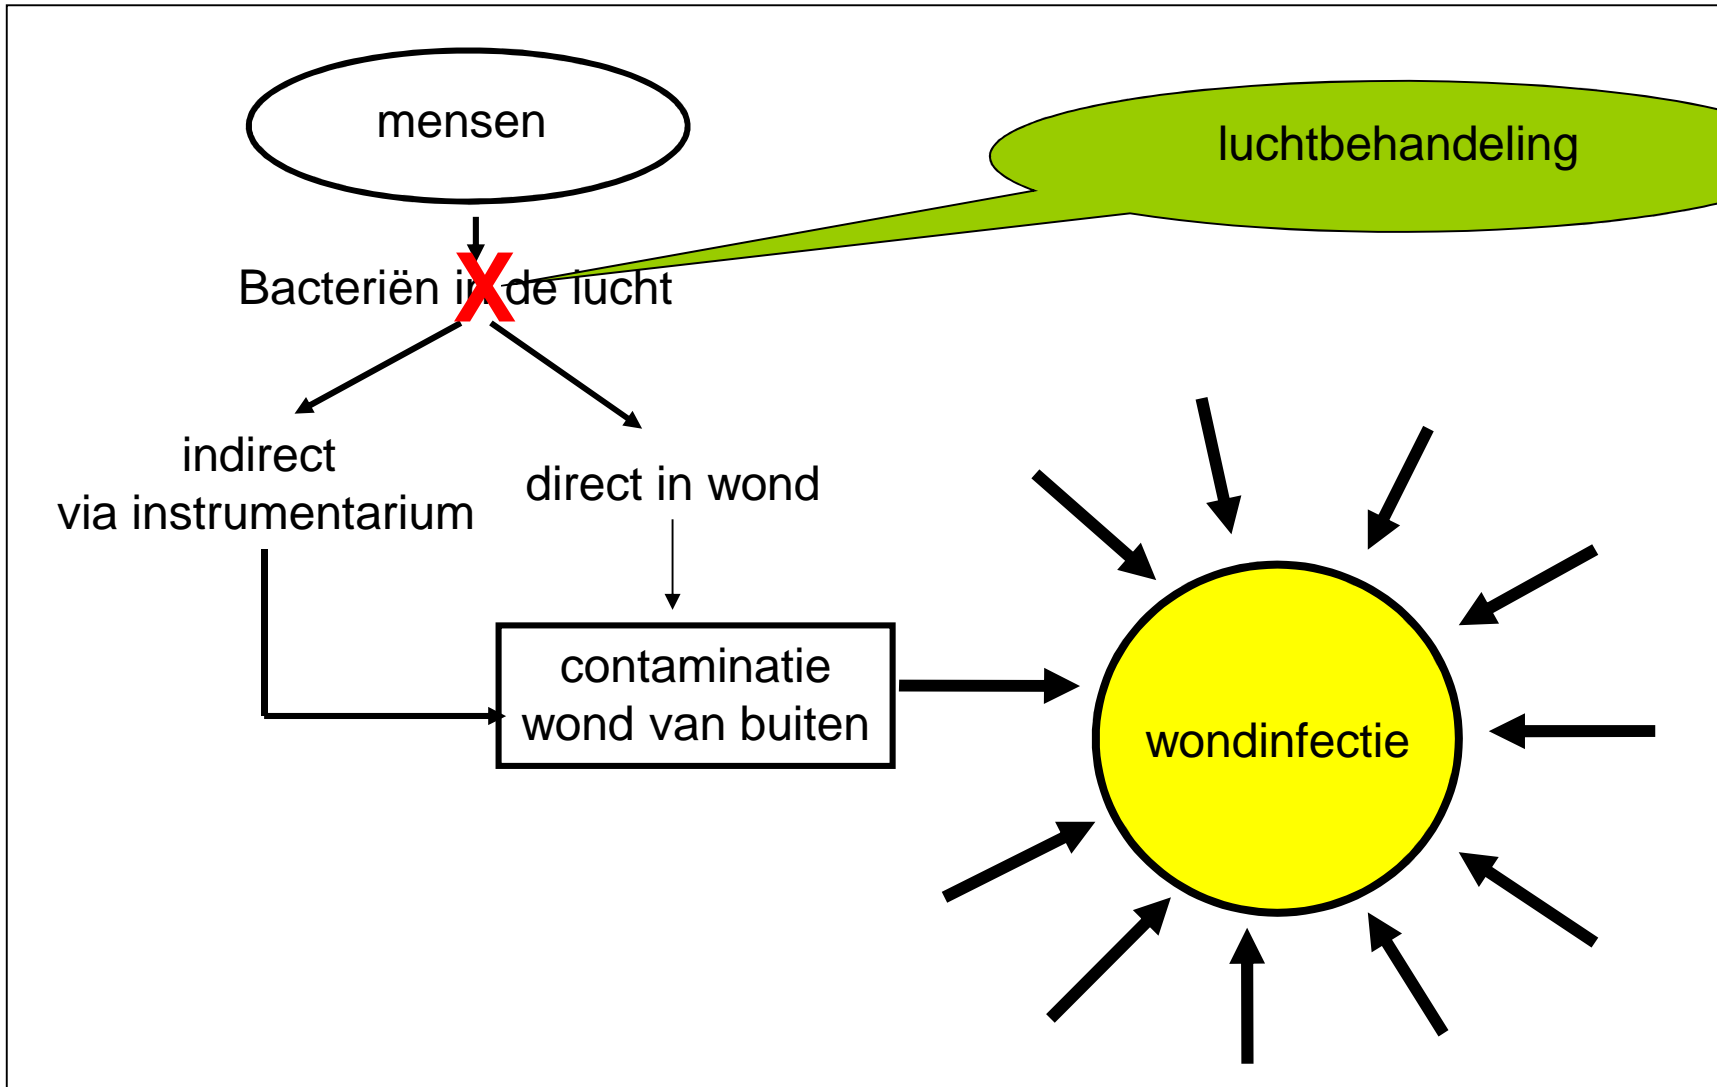 mensen
luchtbehandeling
Bacteriën in de lucht
X
indirect
via instrumentarium
direct in wond
contaminatie
wond van buiten
wondinfectie